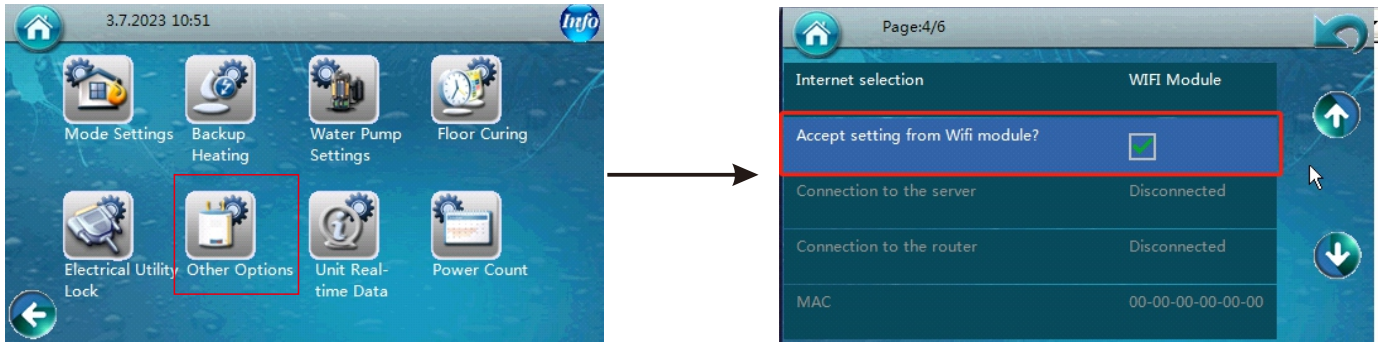 3.7.2023 10:51
Info
Mode Settings
Backup
Heating
Water Pump
Settings
Floor Curing
Electrical Utility
Lock
Other Options
Unit Real-
time Data
Power Count
Page:4/6
Internet selection WIFI Module
Accept setting from Wifi module?
Connection to the server Disconnected
Connection to the router Disconnected
MAC 00-00-00-00-00-00